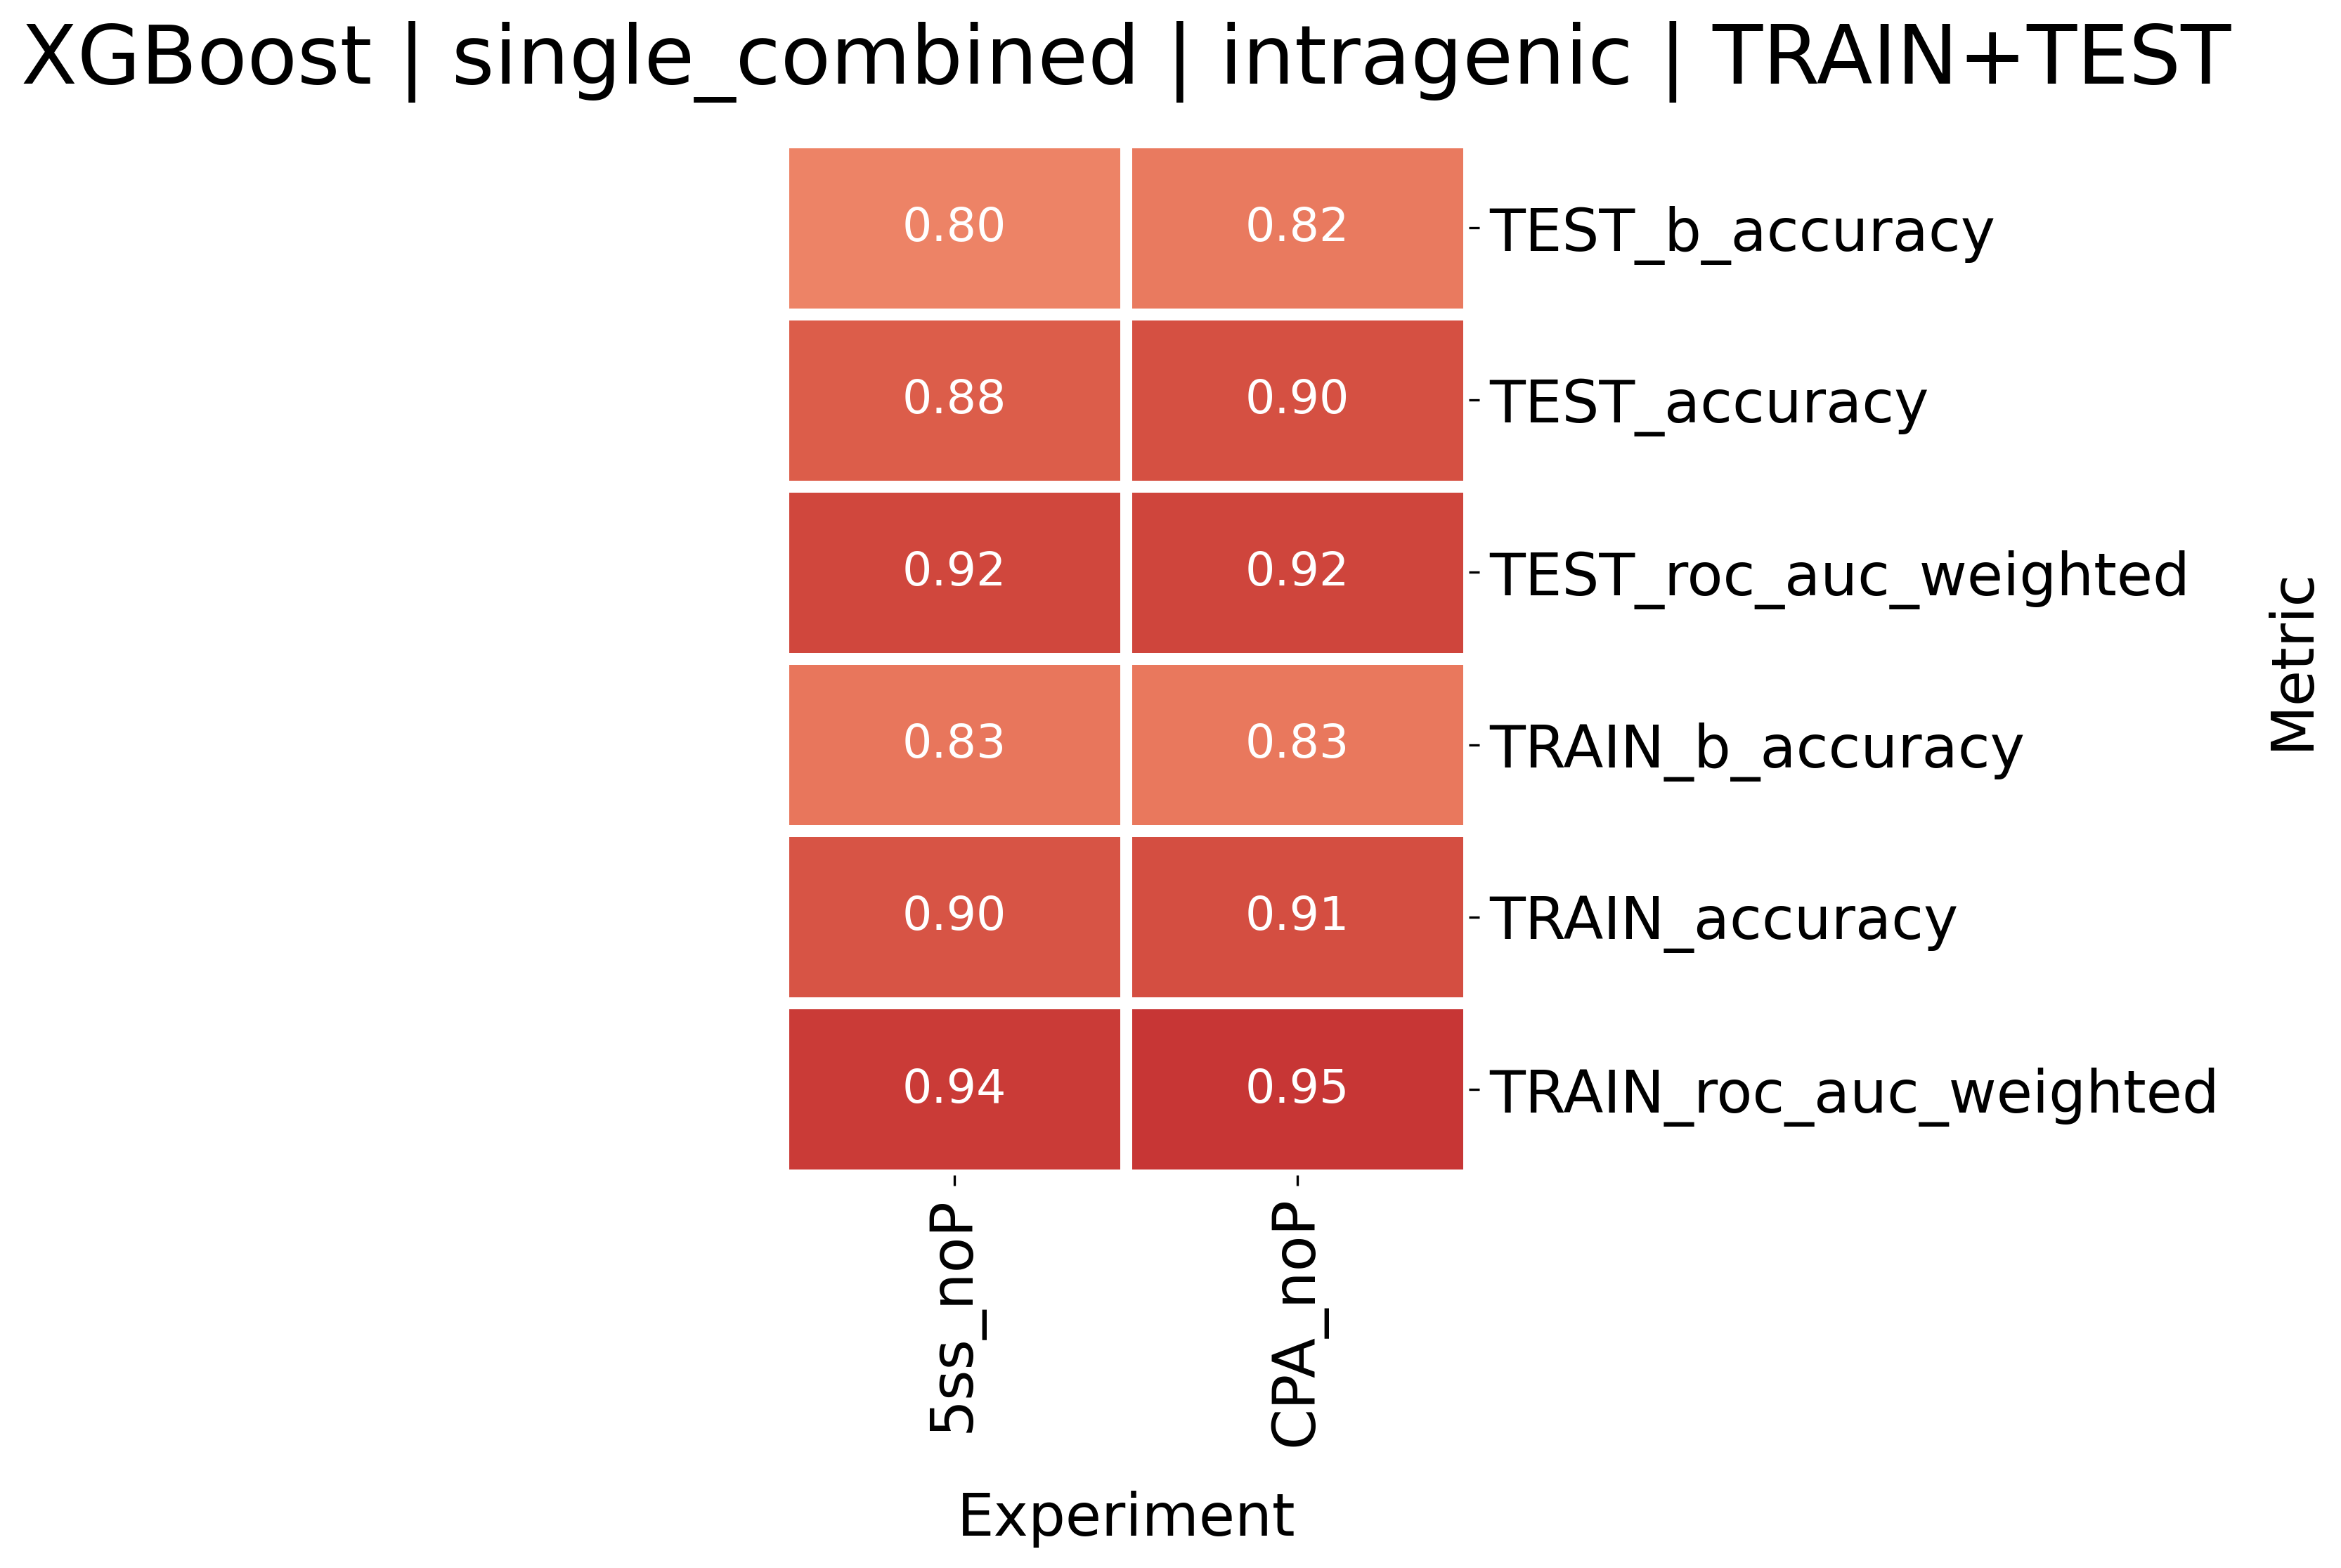 XGBoost | single_combined | intragenic | TRAIN+TEST
0.80 0.82 TEST_b_accuracy
0.88 0.90 TEST_accuracy
0.92 0.92 TEST_roc_auc_weighted
0.83 0.83 TRAIN_b_accuracy
0.90 0.91 TRAIN_accuracy
0.94 0.95 TRAIN_roc_auc_weighted
Metric
5ss_noP
CPA_noP
Experiment